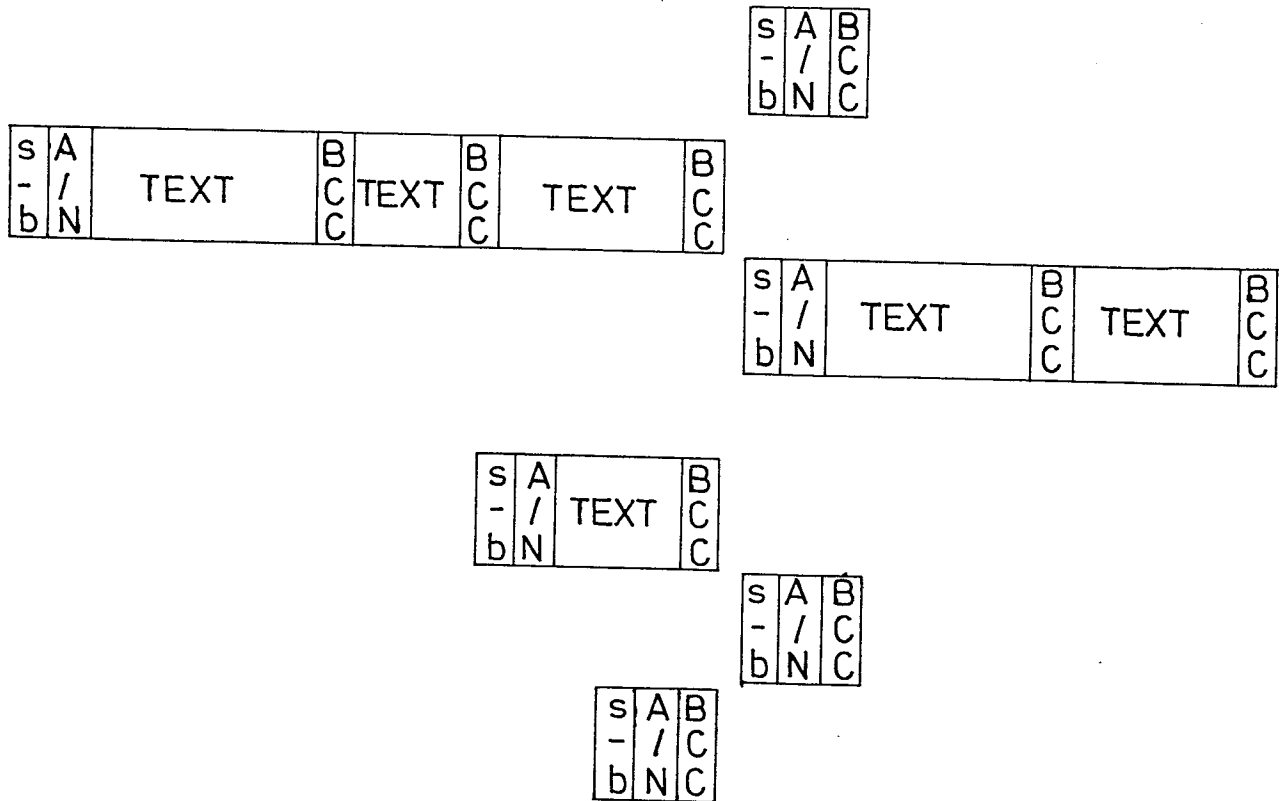 s A B
- / C
b N C
s A B B B
- / TEXT C TEXT C TEXT C
b N C C C
s A B B
- / TEXT C TEXT C
b N C C
s A B
- / TEXT C
b N C
s A B
- / C
b N C
s A B
- / C
b N C